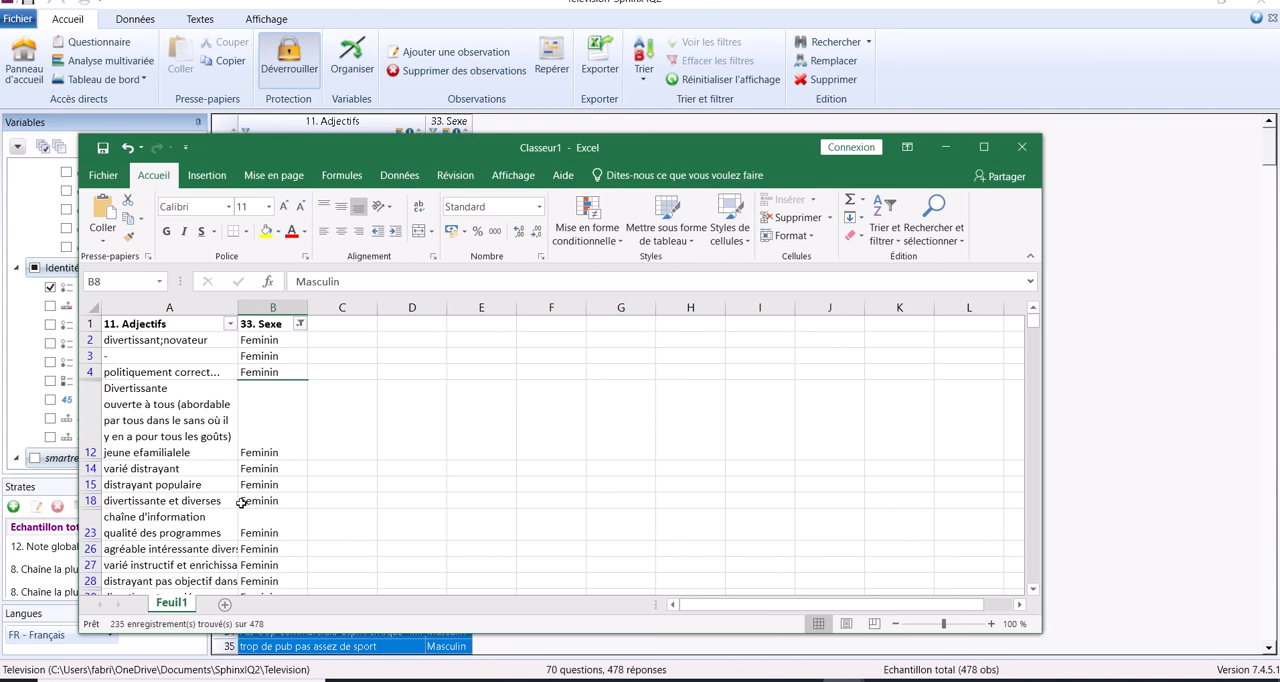 Télévision-SphinxIQ2
Fichier Accueil Données Textes Affichage
Panneau d'accueil
Questionnaire
Analyse multivariée
Tableau de bord
Accès directs
Coller
Couper
Copier
Presse-papiers
Déverrouiller
Protection
Organiser
Variables
Ajouter une observation
Supprimer des observations
Repérer
Observations
Exporter
Exporter
Trier
Voir les filtres
Effacer les filtres
Réinitialiser l'affichage
Trier et filtrer
Rechercher
Remplacer
Supprimer
Edition
Variables
11. Adjectifs 33. Sexe
Identité
45
smartre
Strates
Echantillon tot
12. Note global
8. Chaîne la plu
8. Chaîne la plu
Langues
FR - Français
Classeur1 - Excel
Connexion
Fichier Accueil Insertion Mise en page Formules Données Révision Affichage Aide Dites-nous ce que vous voulez faire Partager
Coller
Presse-papiers
Calibri 11
G I S
Police
Alignement
Standard
% 000
Nombre
Mise en forme conditionnelle
Mettre sous forme de tableau
Styles de cellules
Styles
Insérer
Supprimer
Format
Cellules
Trier et filtrer
Rechercher et sélectionner
Édition
B8 fx Masculin
A B C D E F G H I J K L
1 11. Adjectifs 33. Sexe
2 divertissant;novateur Feminin
3 - Feminin
4 politiquement correct... Feminin
Divertissante
ouverte à tous (abordable
par tous dans le sans où il
y en a pour tous les goûts)
12 jeune efamilialele Feminin
14 varié distrayant Feminin
15 distrayant populaire Feminin
18 divertissante et diverses Feminin
chaîne d'information
23 qualité des programmes Feminin
26 agréable intéressante divers Feminin
27 varié instructif et enrichissa Feminin
28 distrayant pas objectif dans Feminin
Feuil1
Prêt 235 enregistrement(s) trouvé(s) sur 478 100 %
35 trop de pub pas assez de sport Masculin
Télévision (C:\Users\fabri\OneDrive\Documents\SphinxIQ2\Television) 70 questions, 478 réponses Echantillon total (478 obs) Version 7.4.5.1